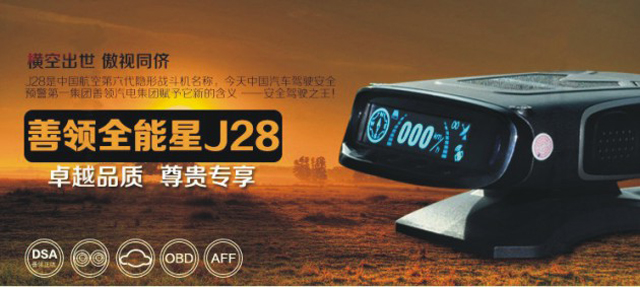 横空出世 傲视同侪
J28是中国航空第六代隐形战斗机名称，今天中国汽车驾驶安全
预警第一集团善领汽电集团赋予它新的含义 ——安全驾驶之王！
善领全能星J28
卓越品质 尊贵专享
000 km/h
DSA
OBD
AFF